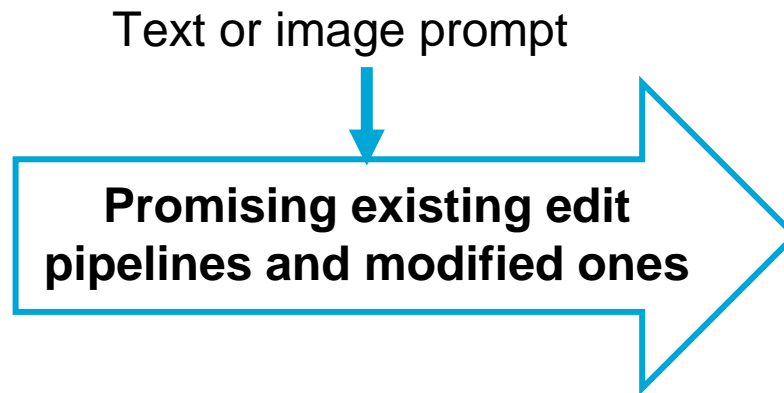 Text or image prompt
Promising existing edit
pipelines and modified ones